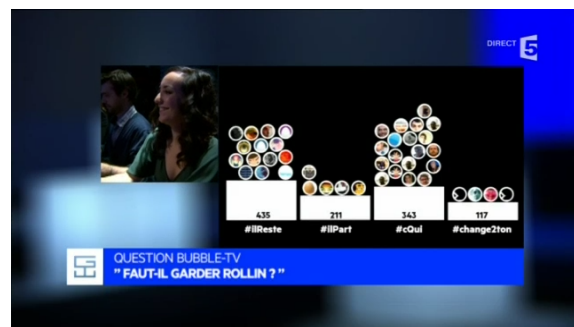 DIRECT 5
435 211 343 117
#ilReste #ilPart #cQui #change2ton
QUESTION BUBBLE-TV
" FAUT-IL GARDER ROLLIN ? "